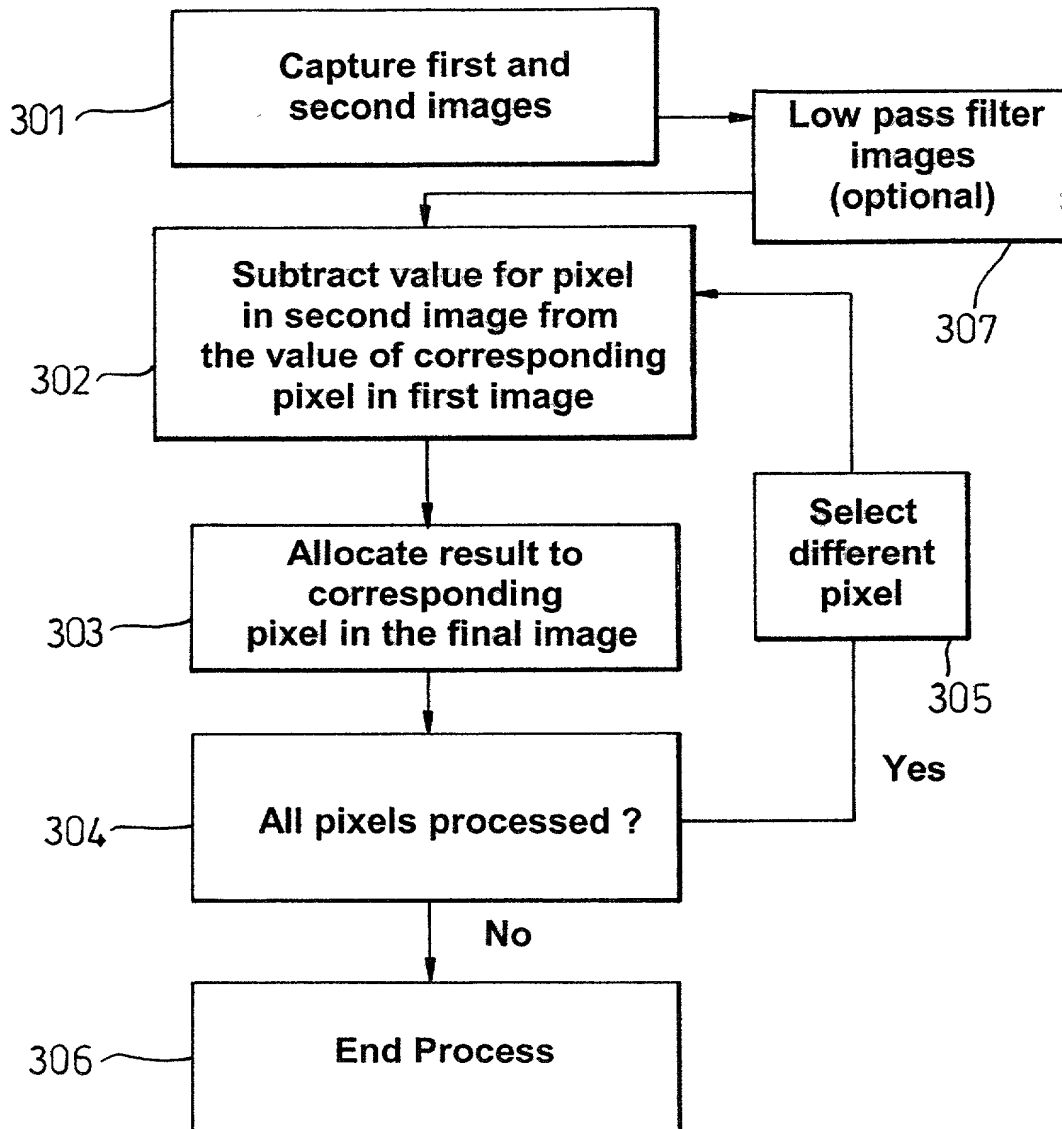 Capture first and
second images
301
Low pass filter
images
(optional)
307
Subtract value for pixel
in second image from
the value of corresponding
pixel in first image
302
Allocate result to
corresponding
pixel in the final image
303
Select
different
pixel
305
Yes
All pixels processed ?
304
No
End Process
306